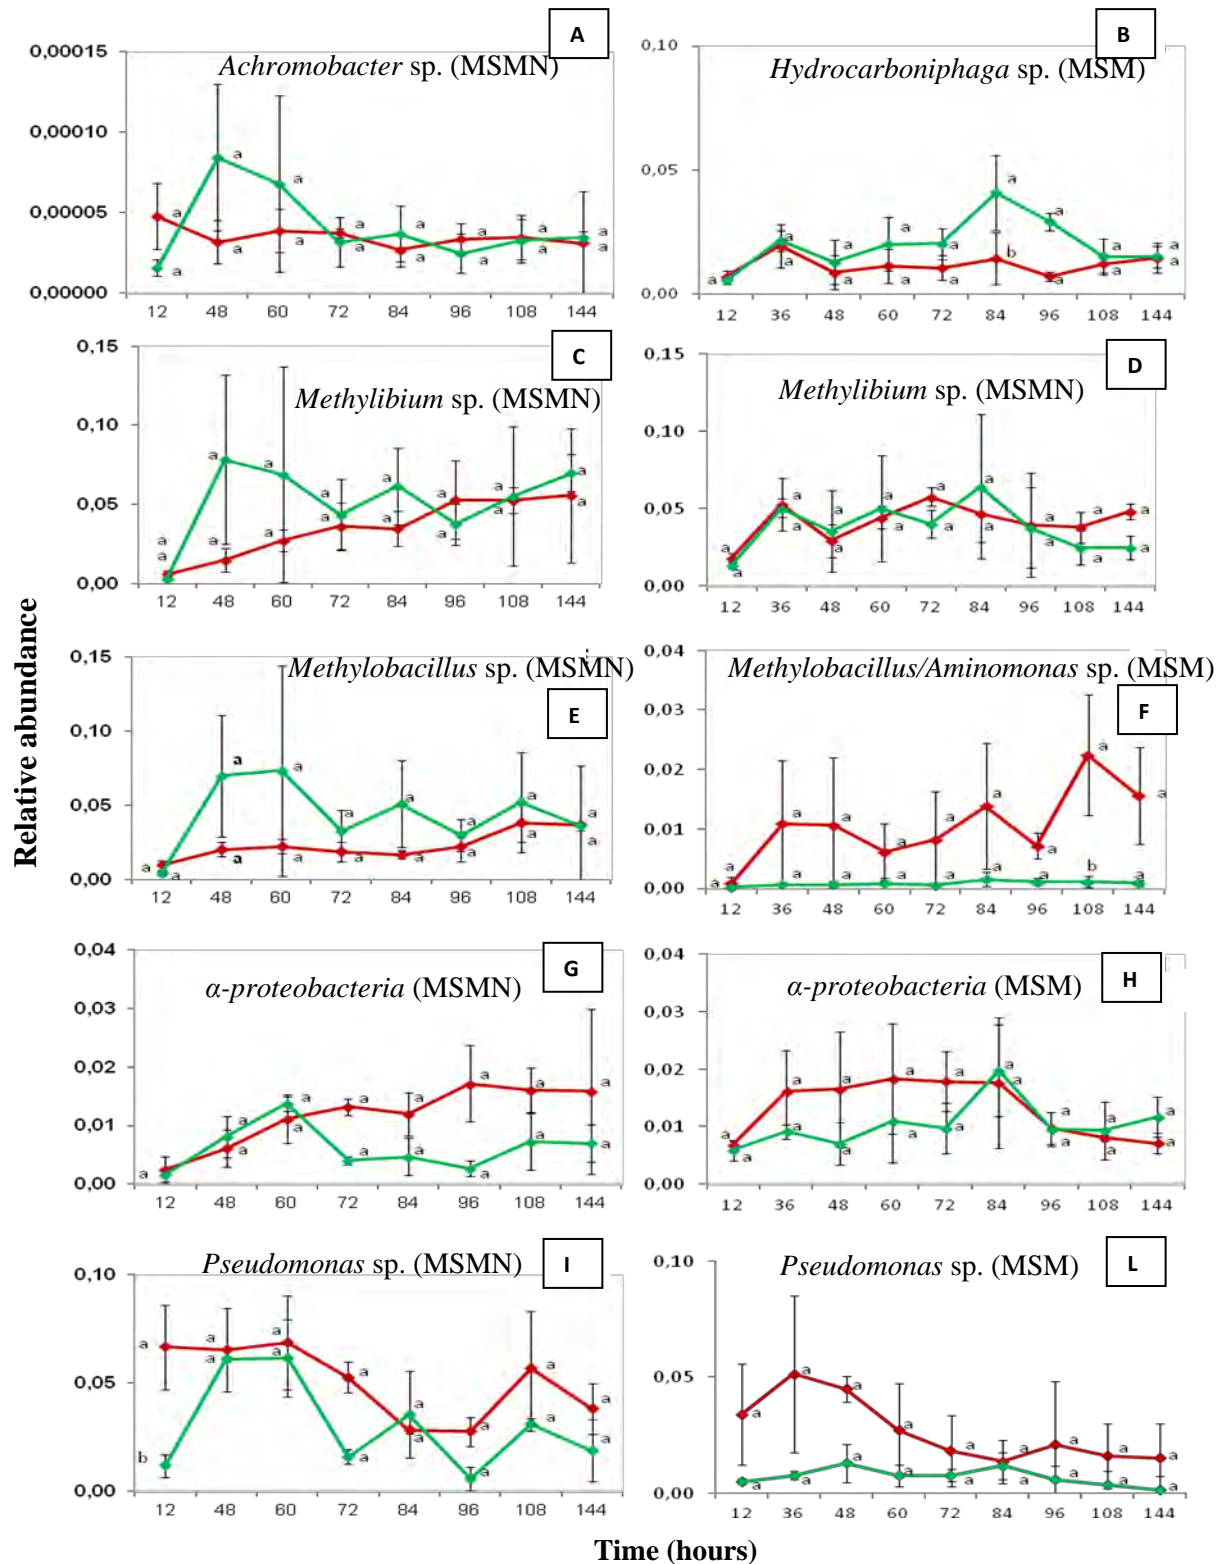 A
0,00015
Achromobacter sp. (MSMN)
0,00010
0,00005
0,00000
a a a a a a a a
a a a a a a a a
12 48 60 72 84 96 108 144
B
0,10
Hydrocarboniphaga sp. (MSM)
0,05
0,00
a a a a a a a a a
a a a a b a a a
12 36 48 60 72 84 96 108 144
C
0,15
Methylibium sp. (MSMN)
0,10
0,05
0,00
a a a a a a a a
a a a a a a a a
12 48 60 72 84 96 108 144
D
0,15
Methylibium sp. (MSMN)
0,10
0,05
0,00
a a a a a a a a a
a a a a a a a a a
12 36 48 60 72 84 96 108 144
Relative abundance
0,15
Methylobacillus sp. (MSMN)
E
0,10
0,05
0,00
a a a a a a a a
a a a a a a a a
12 48 60 72 84 96 108 144
0,04
Methylobacillus/Aminomonas sp. (MSM)
F
0,03
0,02
0,01
0,00
a a a a a a a a a
a a a a a a a b a
12 36 48 60 72 84 96 108 144
G
0,04
α-proteobacteria (MSMN)
0,03
0,02
0,01
0,00
a a a a a a a a
a a a a a a a
12 48 60 72 84 96 108 144
H
0,04
α-proteobacteria (MSM)
0,03
0,02
0,01
0,00
a a a a a a a a a
a a a a a a a a a
12 36 48 60 72 84 96 108 144
I
Pseudomonas sp. (MSMN)
0,10
0,05
0,00
a a a a a a a a
b a a a a a a a
12 48 60 72 84 96 108 144
L
Pseudomonas sp. (MSM)
0,10
0,05
0,00
a a a a a a a a a
a a a a a a a a a
12 36 48 60 72 84 96 108 144
Time (hours)